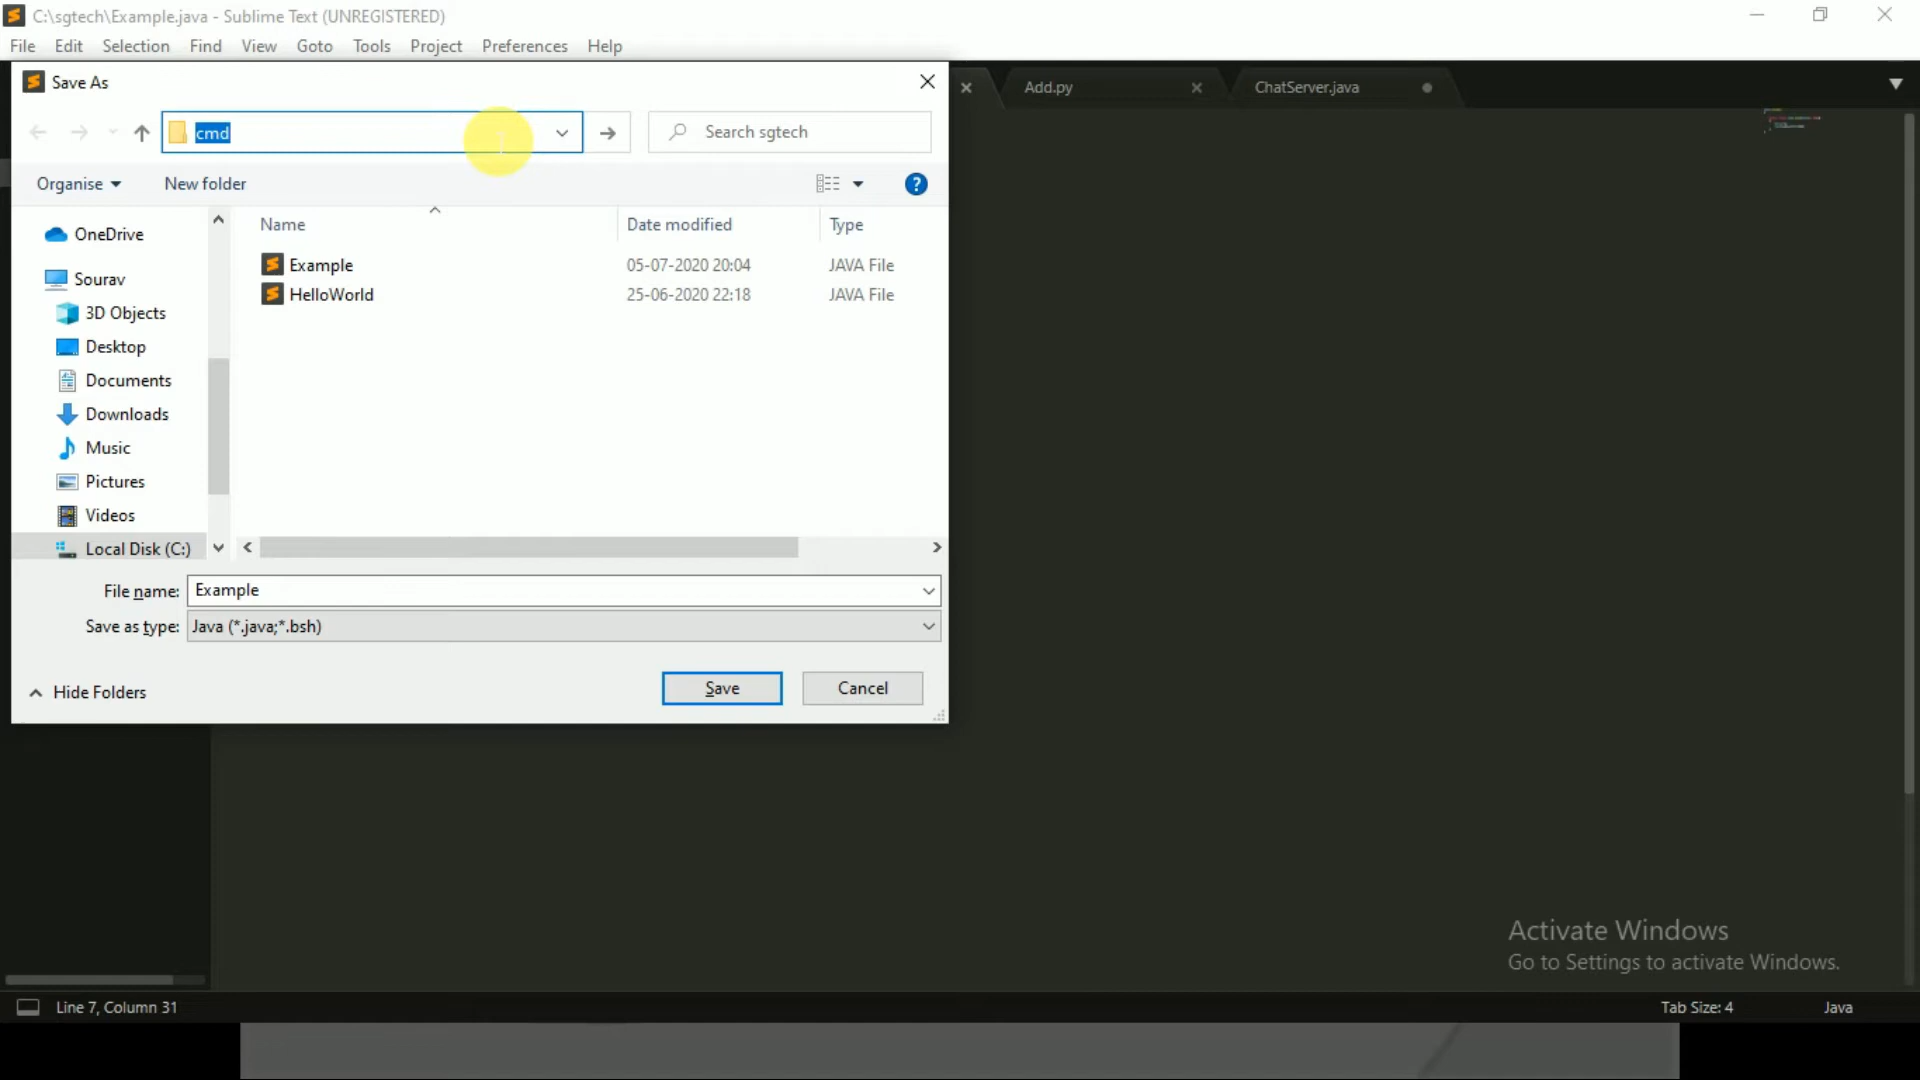 C:\sgtech\Example.java - Sublime Text (UNREGISTERED)
File Edit Selection Find View Goto Tools Project Preferences Help
Save As
Add.py
ChatServer.java
cmd
Search sgtech
Organise
New folder
Name Date modified Type
OneDrive
Sourav
3D Objects
Desktop
Documents
Downloads
Music
Pictures
Videos
Local Disk (C:)
Example 05-07-2020 20:04 JAVA File
HelloWorld 25-06-2020 22:18 JAVA File
File name: Example
Save as type: Java (*.java;*.bsh)
Hide Folders
Save
Cancel
Activate Windows
Go to Settings to activate Windows.
Line 7, Column 31
Tab Size: 4
Java